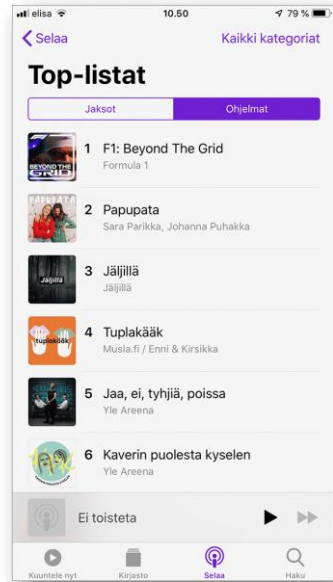 elisa 10.50 79 %
Selaa Kaikki kategoriat
Top-listat
Jaksot Ohjelmat
BEYOND THE
GRID
1 F1: Beyond The Grid
Formula 1
PAPUPATA
2 Papupata
Sara Parikka, Johanna Puhakka
Jäljillä
3 Jäljillä
Jäljillä
tuplakääk
4 Tuplakääk
Musla.fi / Enni & Kirsikka
5 Jaa, ei, tyhjiä, poissa
Yle Areena
6 Kaverin puolesta kyselen
Yle Areena
Ei toisteta
Kuuntele nyt Kirjasto Selaa Haku